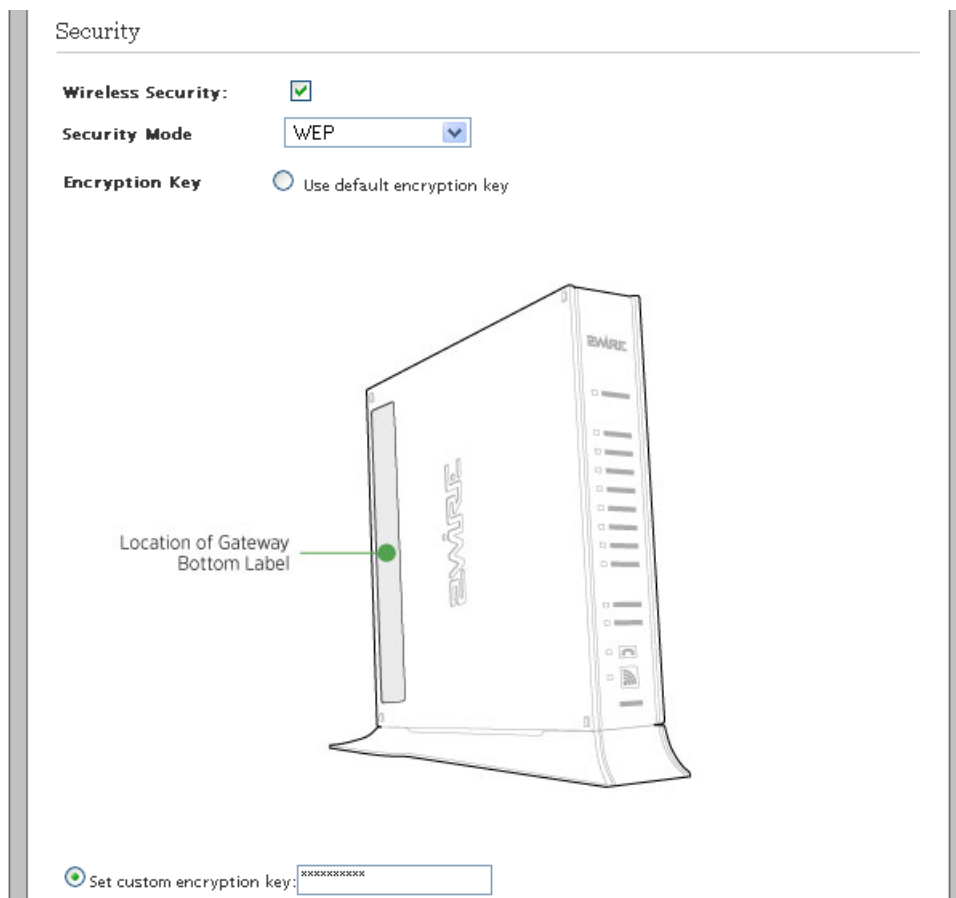 Security
Wireless Security:
Security Mode WEP
Encryption Key Use default encryption key
2WIRE
2WIRE
Location of Gateway
Bottom Label
Set custom encryption key: **********